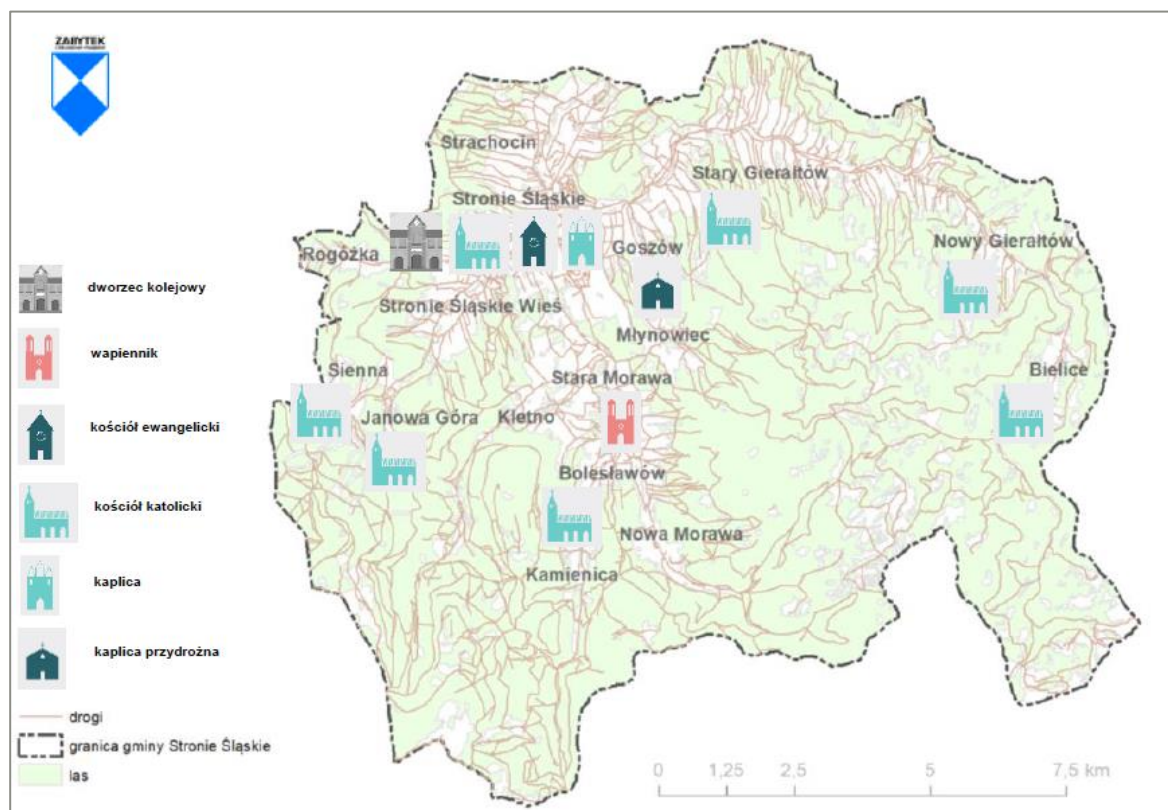 ZABYTEK
Strachocin
Stary Gierałtów
Stronie Śląskie
Rogóżka
Goszów
Nowy Gierałtów
dworzec kolejowy
Stronie Śląskie Wieś
Młynowiec
wapiennik
Sienna
Stara Morawa
Bielice
Janowa Góra
Kletno
kościół ewangelicki
Bolesławów
kościół katolicki
Nowa Morawa
Kamienica
kaplica
kaplica przydrożna
drogi
granica gminy Stronie Śląskie
las
0 1,25 2,5 5 7,5 km